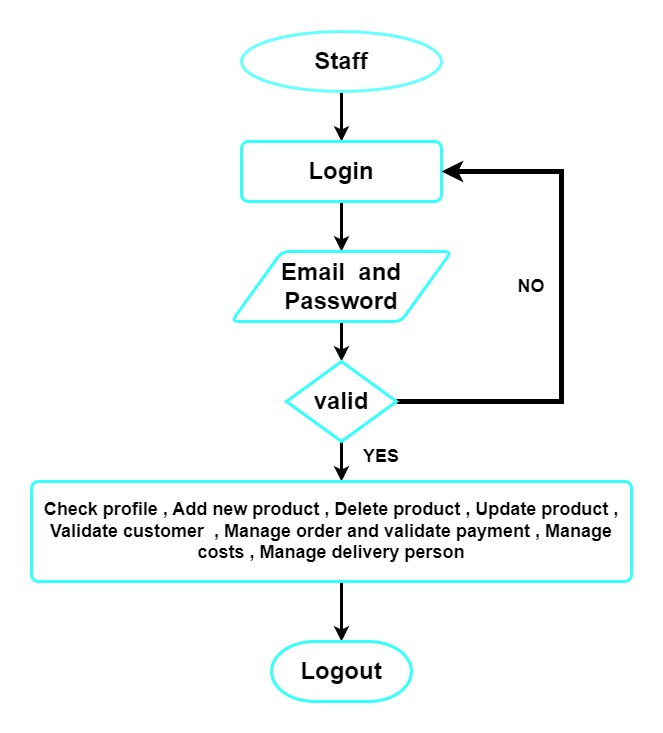 Staff
Login
Email and
Password
NO
valid
YES
Check profile , Add new product , Delete product , Update product ,
Validate customer , Manage order and validate payment , Manage
costs , Manage delivery person
Logout